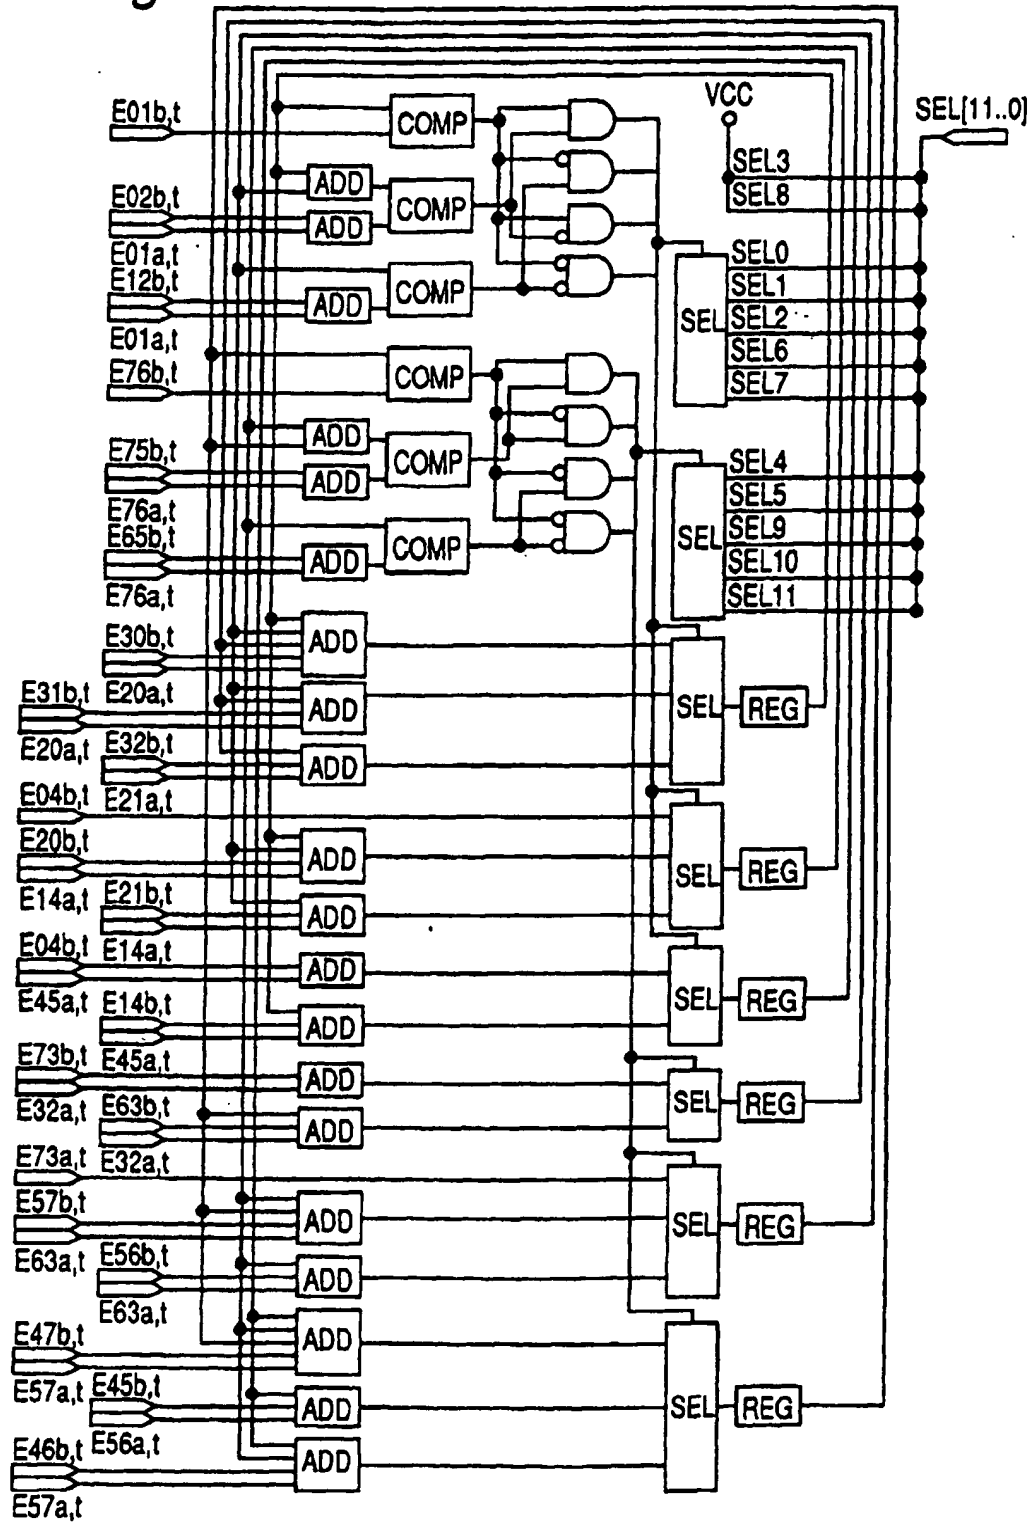 VCC
SEL[11..0]
E01b,t
COMP
SEL3
SEL8
ADD
COMP
E02b,t
ADD
E01a,t
SEL0
E12b,t
COMP
SEL1
ADD
SEL
SEL2
E01a,t
SEL6
E76b,t
COMP
SEL7
ADD
E75b,t
COMP
SEL4
ADD
SEL5
E76a,t
E65b,t
COMP
SEL
SEL9
ADD
SEL10
E76a,t
SEL11
E30b,t
ADD
E31b,t
E20a,t
ADD
SEL
REG
E20a,t
E32b,t
ADD
E04b,t
E21a,t
E20b,t
ADD
SEL
REG
E14a,t
E21b,t
ADD
E04b,t
E14a,t
ADD
E45a,t
E14b,t
SEL
REG
ADD
E73b,t
E45a,t
ADD
E32a,t
E63b,t
SEL
REG
ADD
E73a,t
E32a,t
E57b,t
ADD
SEL
REG
E63a,t
E56b,t
ADD
E63a,t
E47b,t
ADD
E57a,t
E45b,t
ADD
SEL
REG
E46b,t
E56a,t
ADD
E57a,t